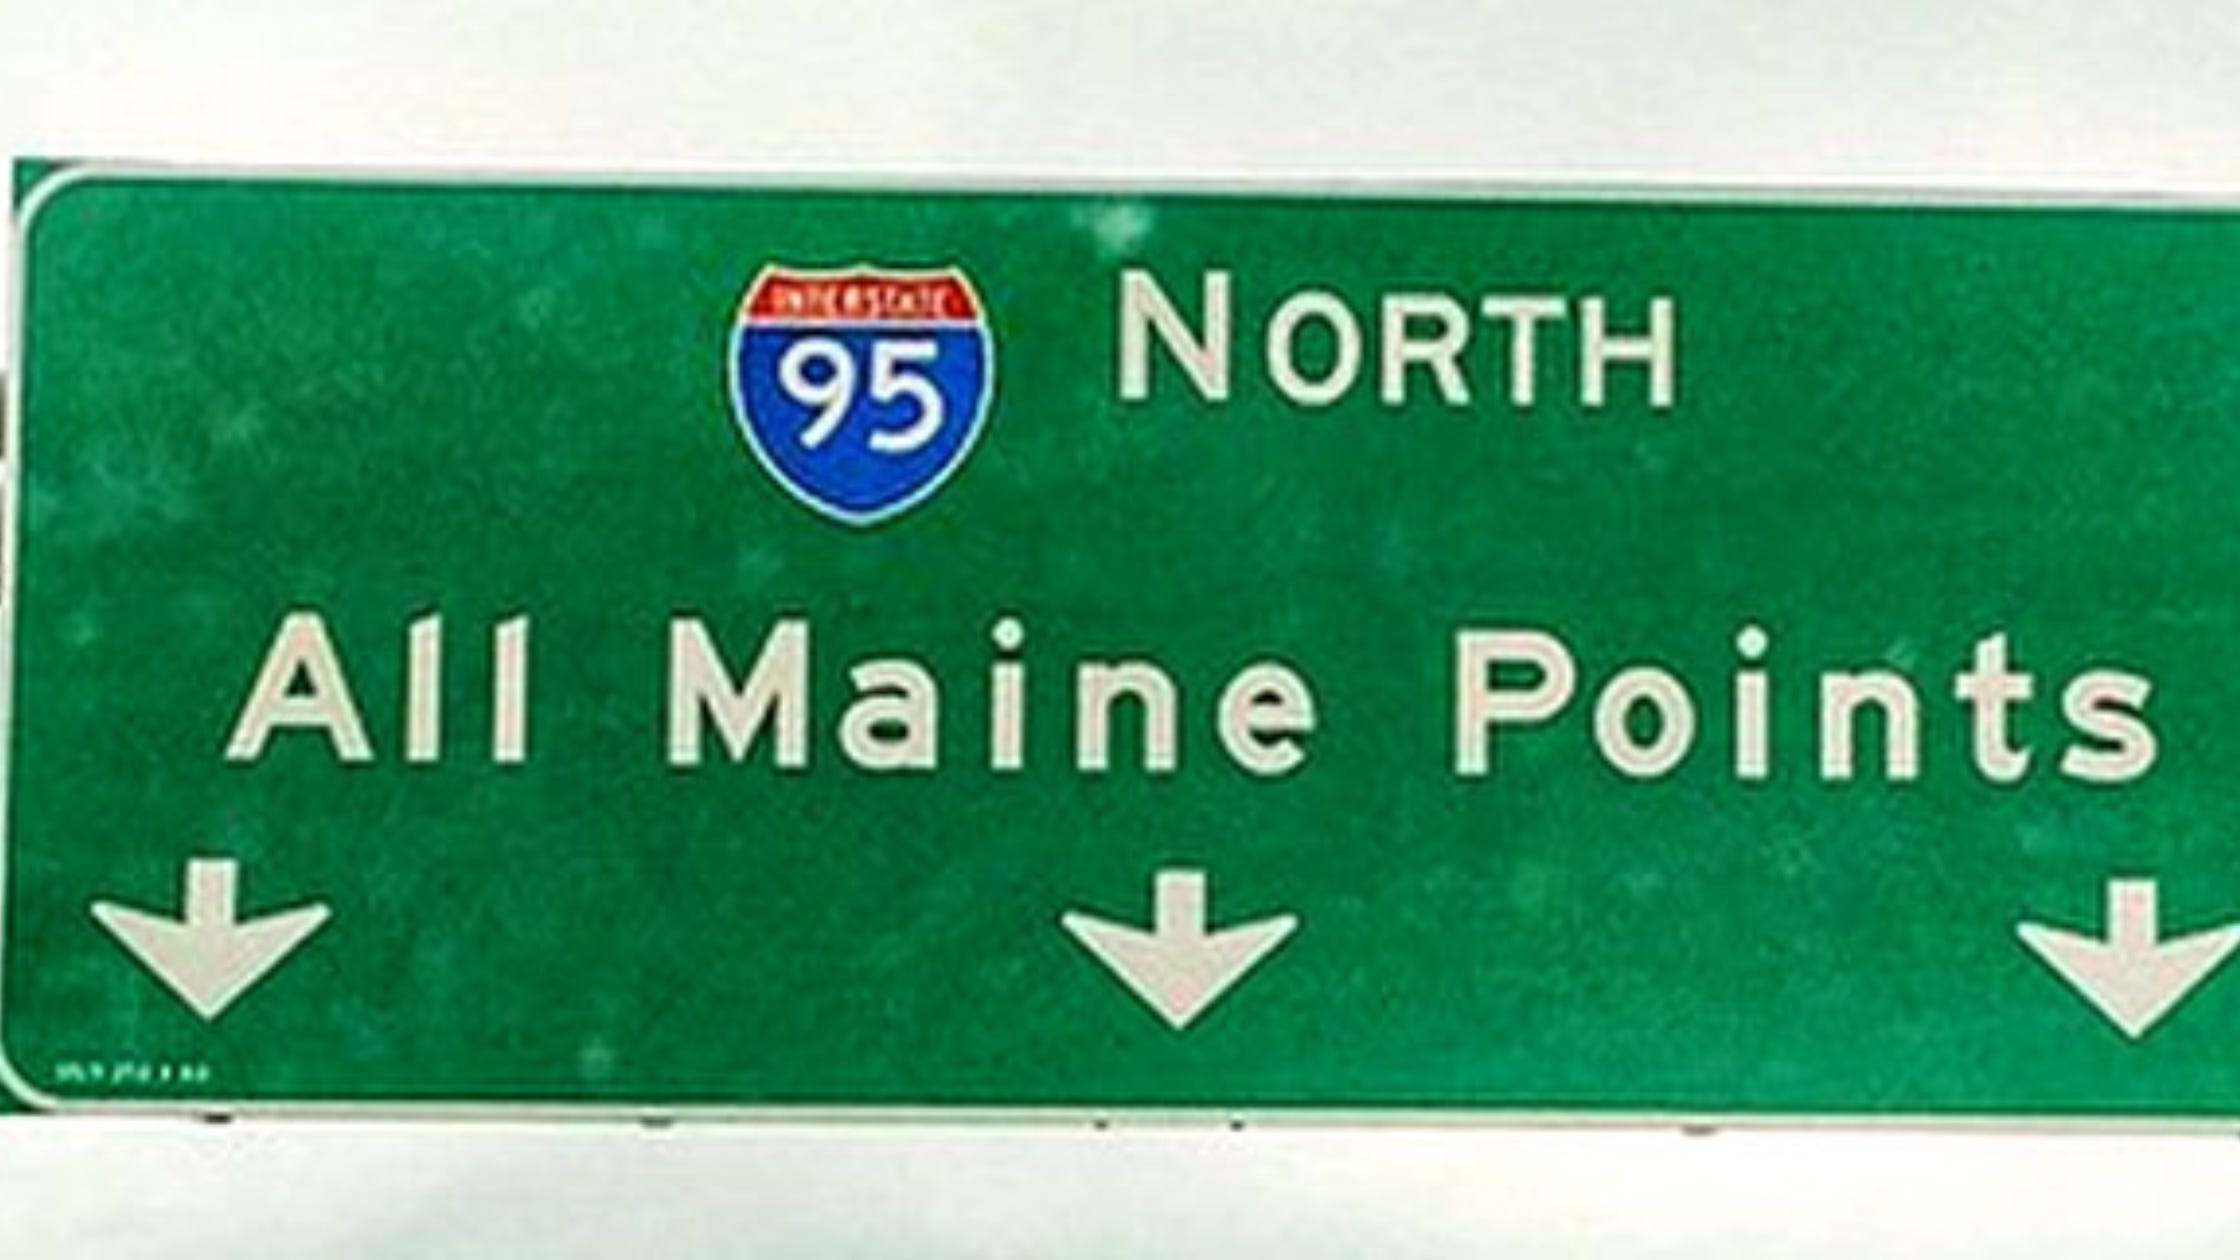 INTERSTATE
95 NORTH
All Maine Points